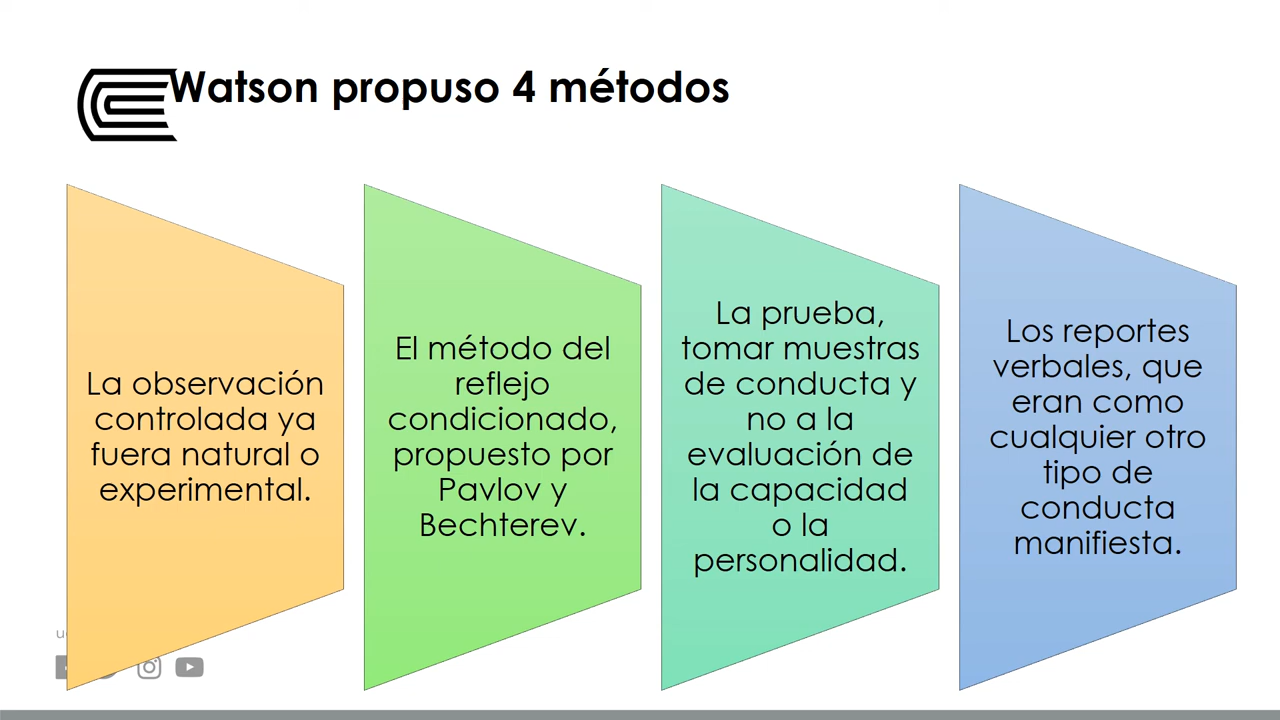 Watson propuso 4 métodos
La observación
controlada ya
fuera natural o
experimental.
El método del
reflejo
condicionado,
propuesto por
Pavlov y
Bechterev.
La prueba,
tomar muestras
de conducta y
no a la
evaluación de
la capacidad
o la
personalidad.
Los reportes
verbales, que
eran como
cualquier otro
tipo de
conducta
manifiesta.